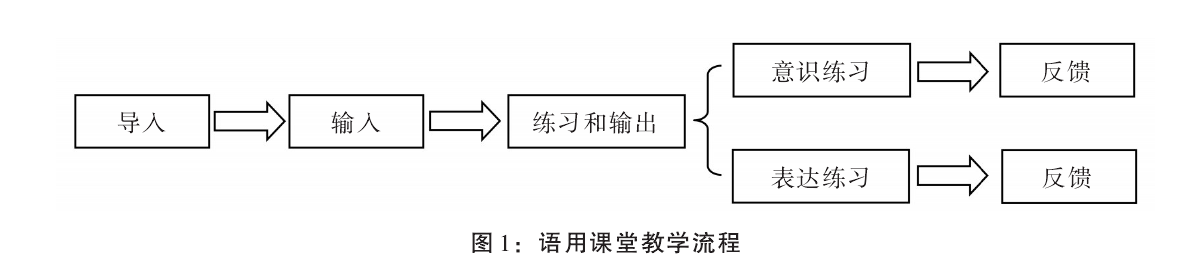 导入
输入
练习和输出
意识练习
反馈
表达练习
反馈
图1：语用课堂教学流程